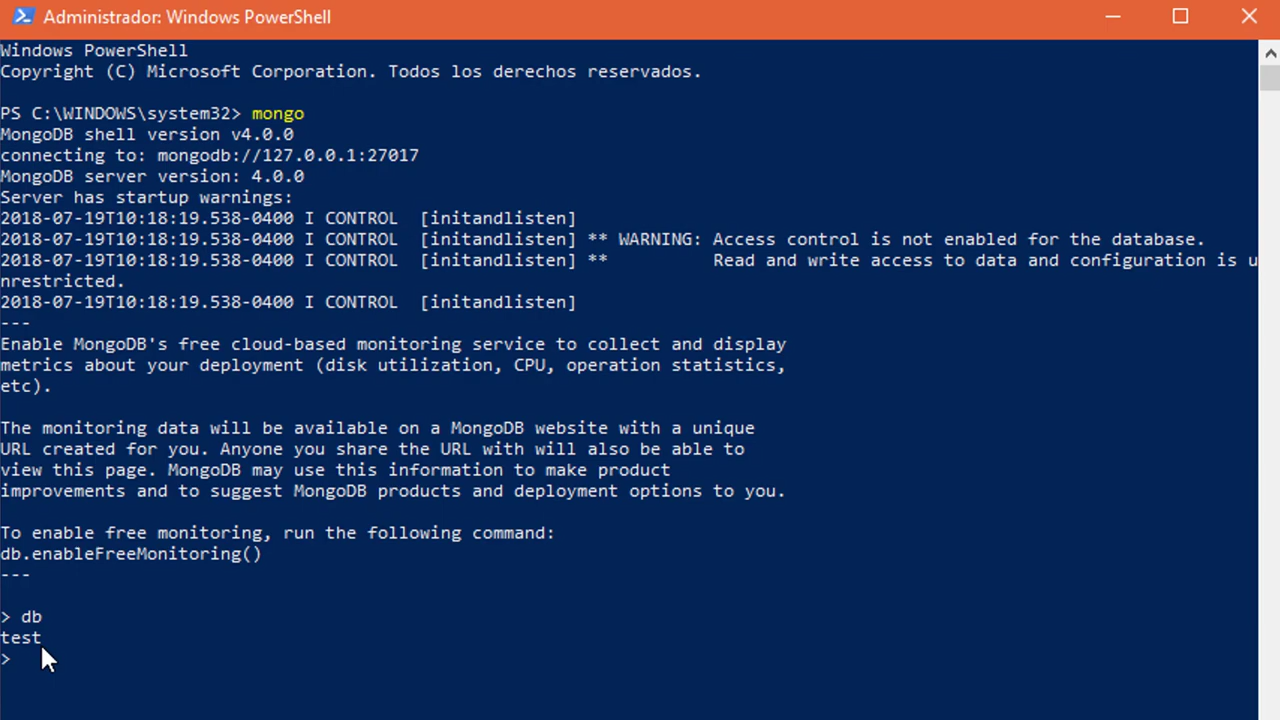 Administrador: Windows PowerShell
Windows PowerShell
Copyright (C) Microsoft Corporation. Todos los derechos reservados.
PS C:\WINDOWS\system32> mongo
MongoDB shell version v4.0.0
connecting to: mongodb://127.0.0.1:27017
MongoDB server version: 4.0.0
Server has startup warnings:
2018-07-19T10:18:19.538-0400 I CONTROL  [initandlisten]
2018-07-19T10:18:19.538-0400 I CONTROL  [initandlisten] ** WARNING: Access control is not enabled for the database.
2018-07-19T10:18:19.538-0400 I CONTROL  [initandlisten] **          Read and write access to data and configuration is u
nrestricted.
2018-07-19T10:18:19.538-0400 I CONTROL  [initandlisten]
---
Enable MongoDB's free cloud-based monitoring service to collect and display
metrics about your deployment (disk utilization, CPU, operation statistics,
etc).
The monitoring data will be available on a MongoDB website with a unique
URL created for you. Anyone you share the URL with will also be able to
view this page. MongoDB may use this information to make product
improvements and to suggest MongoDB products and deployment options to you.
To enable free monitoring, run the following command:
db.enableFreeMonitoring()
---
> db
test
>